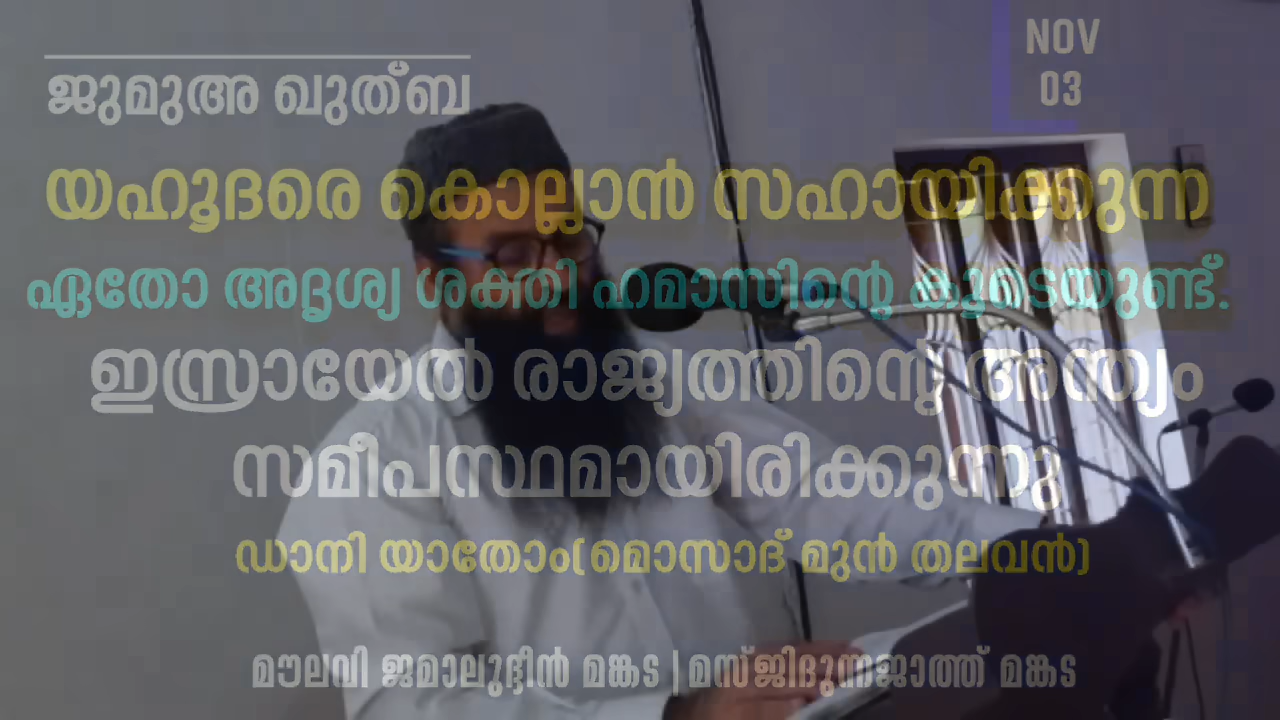 NOV
03
ജുമുഅ ഖുത്ബ
യഹൂദരെ കൊല്ലാൻ സഹായിക്കുന്ന
ഏതോ അദൃശ്യ ശക്തി ഹമാസിന്റെ കൂടെയുണ്ട്.
ഇസ്രായേൽ രാജ്യത്തിന്റെ അന്ത്യം
സമീപസ്ഥമായിരിക്കുന്നു
ഡാനി യാതോം(മൊസാദ് മുൻ തലവൻ)
മൗലവി ജമാലുദ്ദീൻ മങ്കട | മസ്ജിദുന്നജാത്ത് മങ്കട